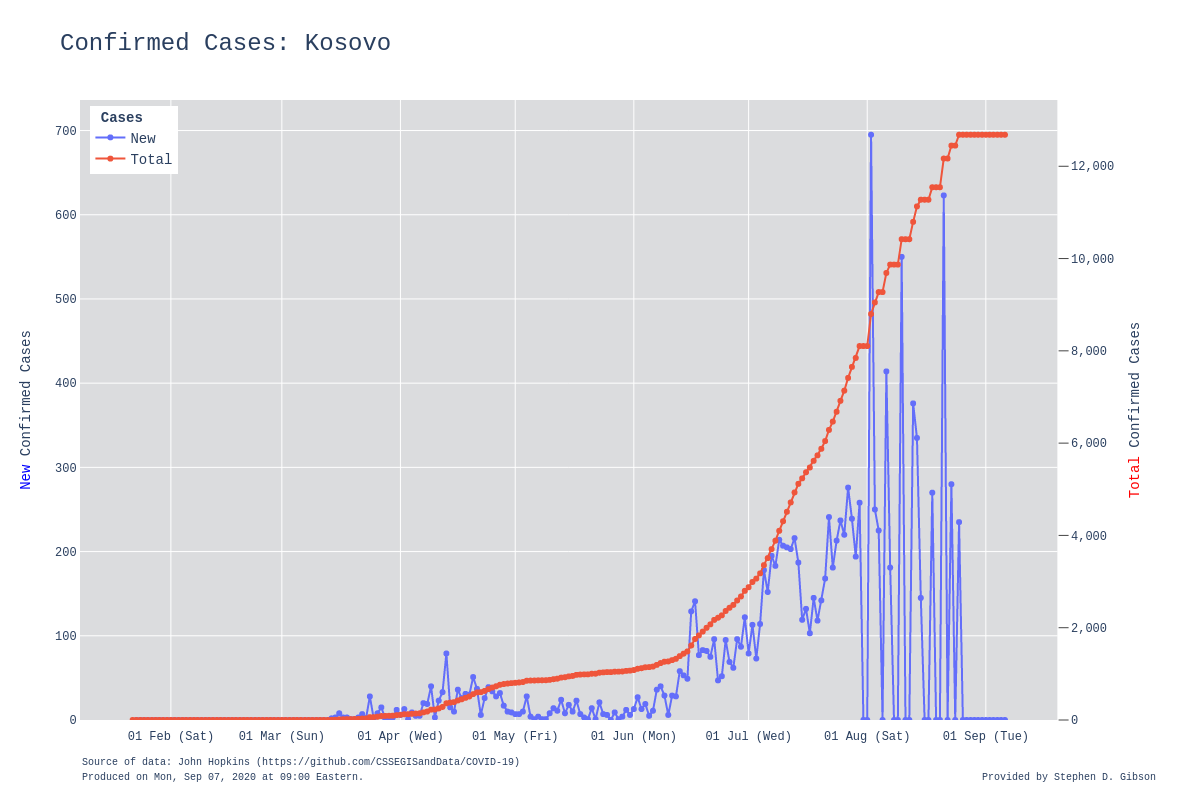 Confirmed Cases: Kosovo
Cases
New
Total
700
600
500
400
300
200
100
0
12,000
10,000
8,000
6,000
4,000
2,000
0
New Confirmed Cases
Total Confirmed Cases
01 Feb (Sat)
01 Mar (Sun)
01 Apr (Wed)
01 May (Fri)
01 Jun (Mon)
01 Jul (Wed)
01 Aug (Sat)
01 Sep (Tue)
Source of data: John Hopkins (https://github.com/CSSEGISandData/COVID-19)
Produced on Mon, Sep 07, 2020 at 09:00 Eastern.
Provided by Stephen D. Gibson